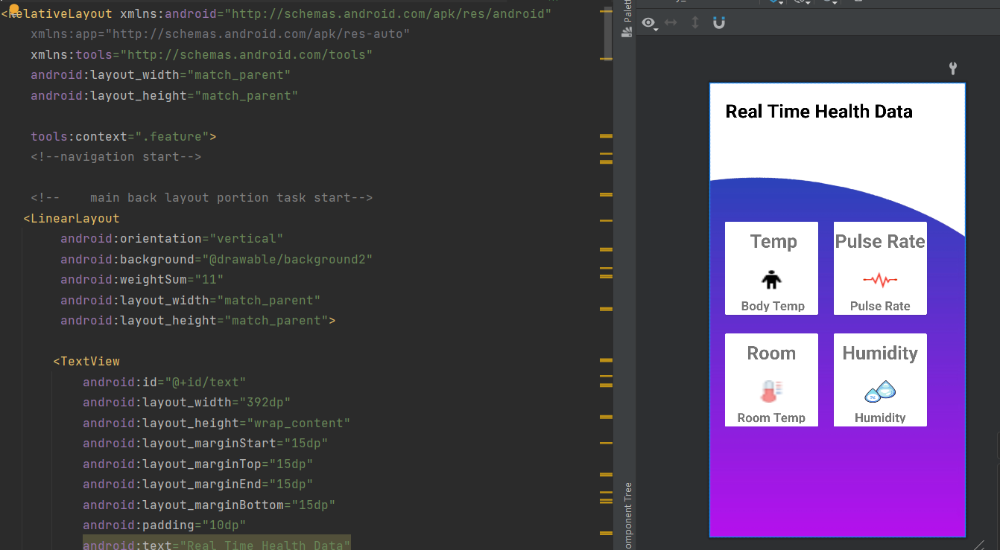 <RelativeLayout xmlns:android="http://schemas.android.com/apk/res/android"
xmlns:app="http://schemas.android.com/apk/res-auto"
xmlns:tools="http://schemas.android.com/tools"
android:layout_width="match_parent"
android:layout_height="match_parent"
tools:context=".feature">
<!--navigation start-->
<!--    main back layout portion task start-->
<LinearLayout
android:orientation="vertical"
android:background="@drawable/background2"
android:weightSum="11"
android:layout_width="match_parent"
android:layout_height="match_parent">
<TextView
android:id="@+id/text"
android:layout_width="392dp"
android:layout_height="wrap_content"
android:layout_marginStart="15dp"
android:layout_marginTop="15dp"
android:layout_marginEnd="15dp"
android:layout_marginBottom="15dp"
android:padding="10dp"
android:text="Real Time Health Data"
Real Time Health Data
Temp
Body Temp
Pulse Rate
Pulse Rate
Room
Room Temp
Humidity
%
Humidity